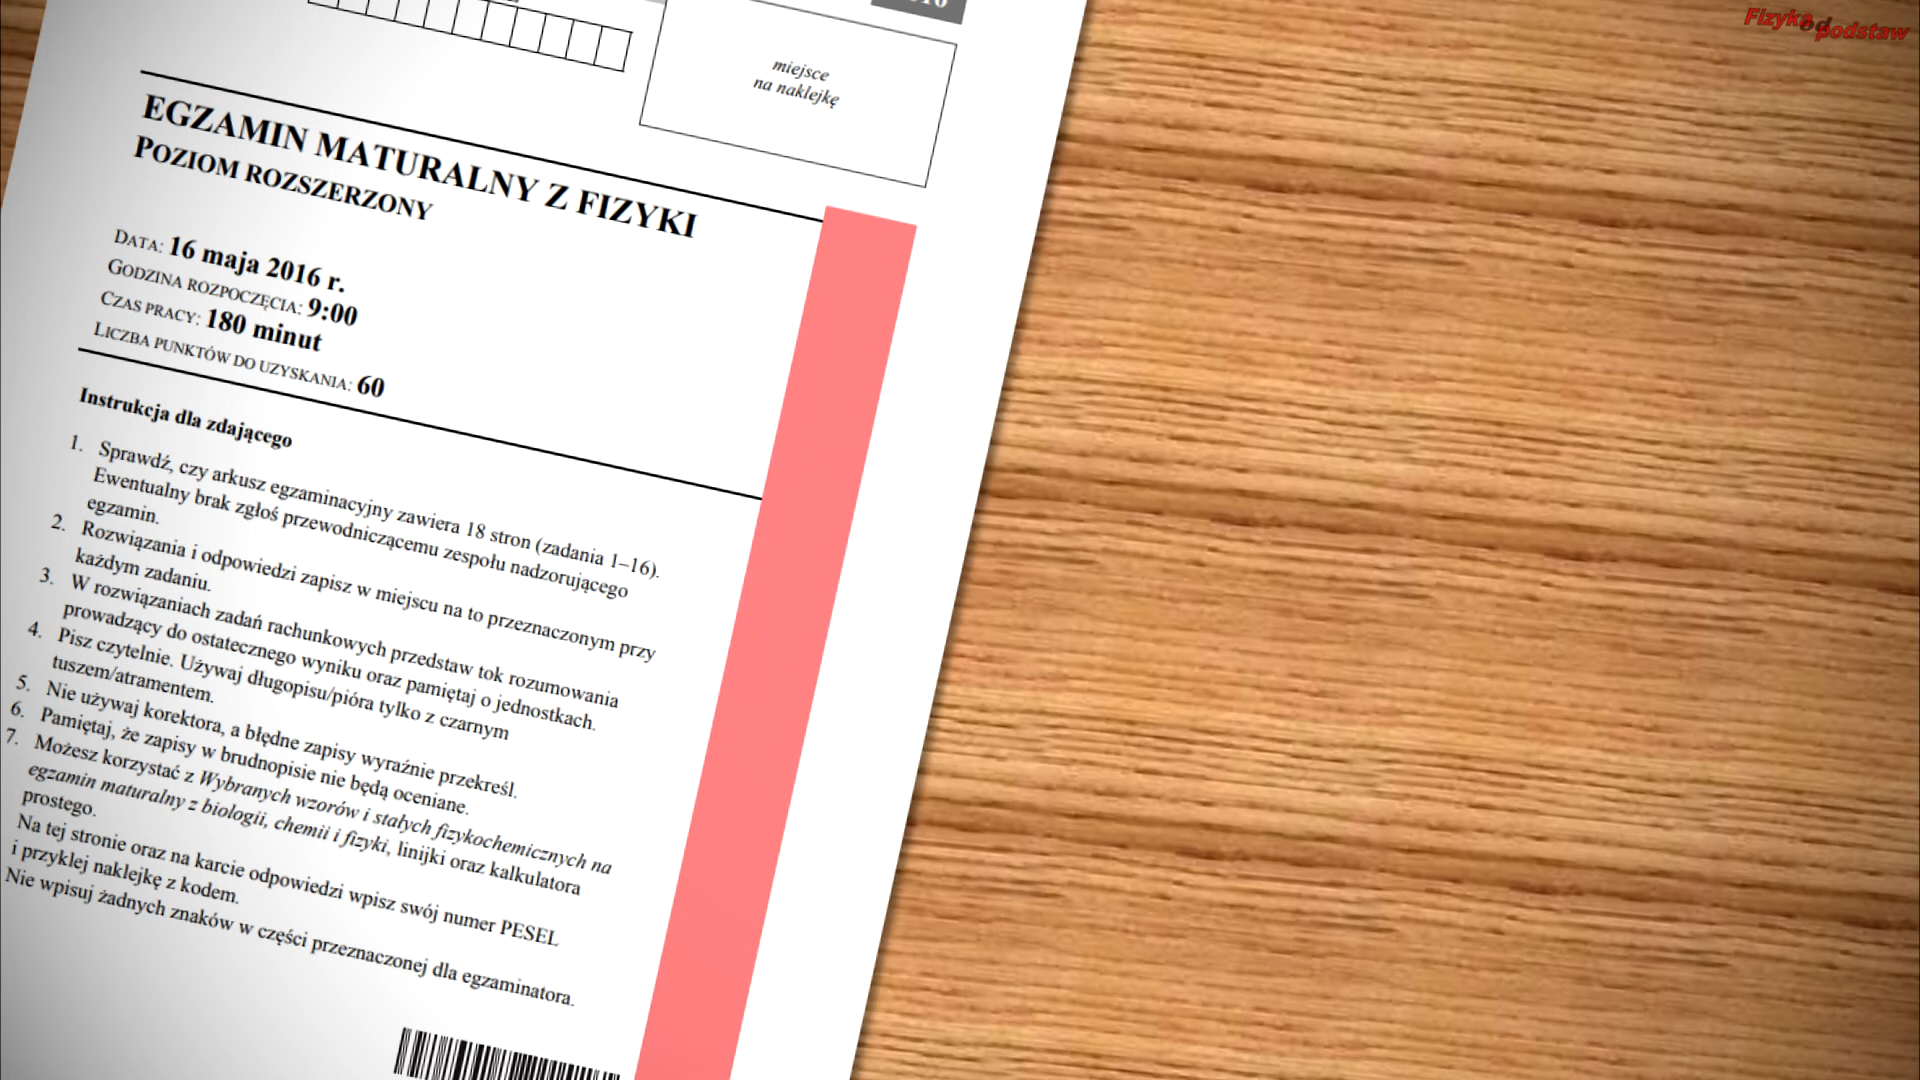 Fizyka od podstaw
miejsce
na naklejkę
EGZAMIN MATURALNY Z FIZYKI
POZIOM ROZSZERZONY
DATA: 16 maja 2016 r.
GODZINA ROZPOCZĘCIA: 9:00
CZAS PRACY: 180 minut
LICZBA PUNKTÓW DO UZYSKANIA: 60
Instrukcja dla zdającego
1. Sprawdź, czy arkusz egzaminacyjny zawiera 18 stron (zadania 1–16).
Ewentualny brak zgłoś przewodniczącemu zespołu nadzorującego
egzamin.
2. Rozwiązania i odpowiedzi zapisz w miejscu na to przeznaczonym przy
każdym zadaniu.
3. W rozwiązaniach zadań rachunkowych przedstaw tok rozumowania
prowadzący do ostatecznego wyniku oraz pamiętaj o jednostkach.
4. Pisz czytelnie. Używaj długopisu/pióra tylko z czarnym
tuszem/atramentem.
5. Nie używaj korektora, a błędne zapisy wyraźnie przekreśl.
6. Pamiętaj, że zapisy w brudnopisie nie będą oceniane.
7. Możesz korzystać z Wybranych wzorów i stałych fizykochemicznych na
egzamin maturalny z biologii, chemii i fizyki, linijki oraz kalkulatora
prostego.
Na tej stronie oraz na karcie odpowiedzi wpisz swój numer PESEL
i przyklej naklejkę z kodem.
Nie wpisuj żadnych znaków w części przeznaczonej dla egzaminatora.